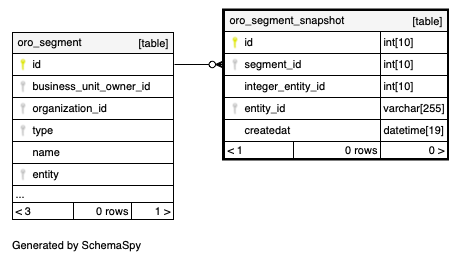 oro_segment [table]
id
business_unit_owner_id
organization_id
type
name
entity
...
< 3 0 rows 1 >
oro_segment_snapshot [table]
id int[10]
segment_id int[10]
integer_entity_id int[10]
entity_id varchar[255]
createdat datetime[19]
< 1 0 rows 0 >
Generated by SchemaSpy